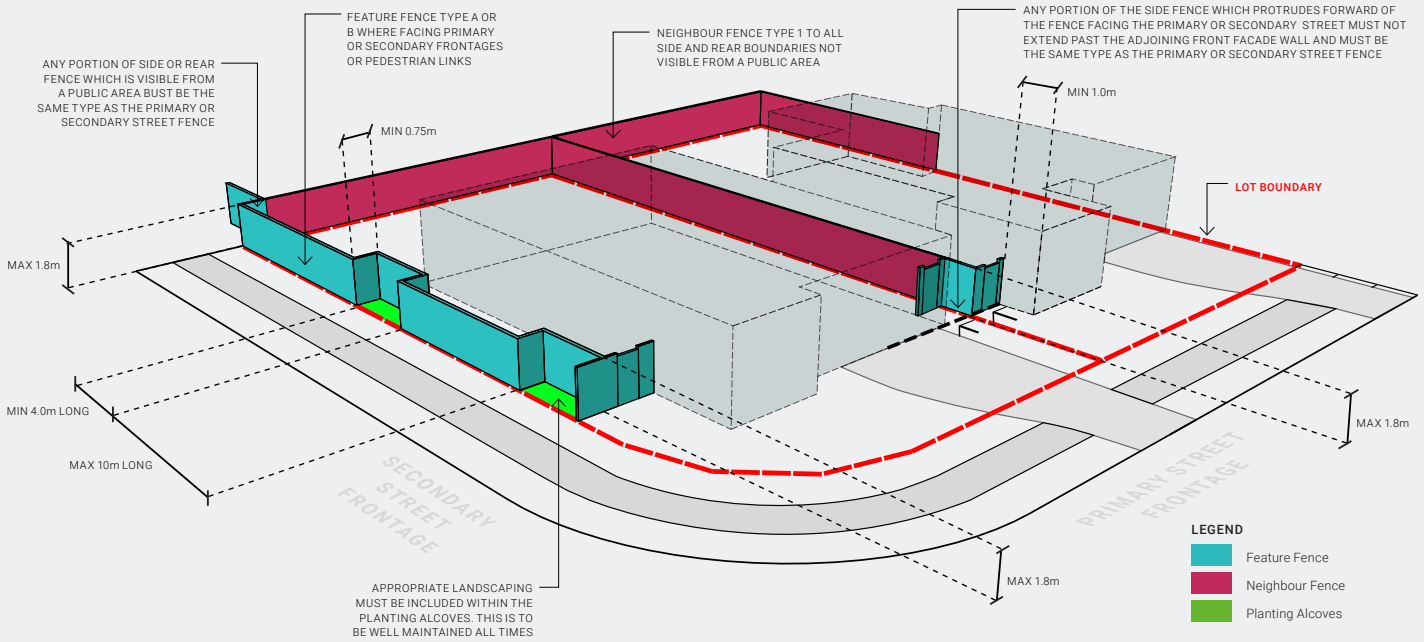 FEATURE FENCE TYPE A OR
B WHERE FACING PRIMARY
OR SECONDARY FRONTAGES
OR PEDESTRIAN LINKS
NEIGHBOUR FENCE TYPE 1 TO ALL
SIDE AND REAR BOUNDARIES NOT
VISIBLE FROM A PUBLIC AREA
ANY PORTION OF THE SIDE FENCE WHICH PROTRUDES FORWARD OF
THE FENCE FACING THE PRIMARY OR SECONDARY STREET MUST NOT
EXTEND PAST THE ADJOINING FRONT FACADE WALL AND MUST BE
THE SAME TYPE AS THE PRIMARY OR SECONDARY STREET FENCE
ANY PORTION OF SIDE OR REAR
FENCE WHICH IS VISIBLE FROM
A PUBLIC AREA BUST BE THE
SAME TYPE AS THE PRIMARY OR
SECONDARY STREET FENCE
MIN 0.75m
MIN 1.0m
LOT BOUNDARY
MAX 1.8m
MIN 4.0m LONG
MAX 10m LONG
MAX 1.8m
SECONDARY
STREET
FRONTAGE
PRIMARY STREET
FRONTAGE
MAX 1.8m
APPROPRIATE LANDSCAPING
MUST BE INCLUDED WITHIN THE
PLANTING ALCOVES. THIS IS TO
BE WELL MAINTAINED ALL TIMES
LEGEND
Feature Fence
Neighbour Fence
Planting Alcoves